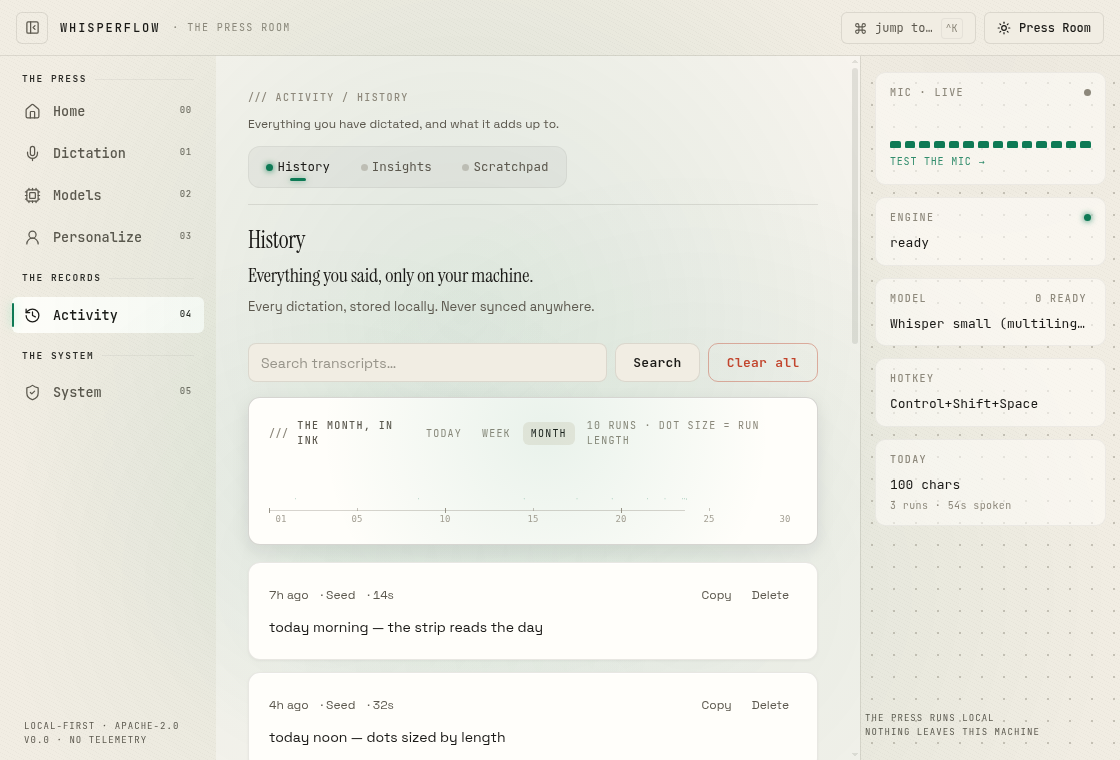 WHISPERFLOW · THE PRESS ROOM
⌘ jump to… ^K
Press Room
THE PRESS
Home 00
Dictation 01
Models 02
Personalize 03
THE RECORDS
Activity 04
THE SYSTEM
System 05
LOCAL-FIRST · APACHE-2.0
V0.0 · NO TELEMETRY
/// ACTIVITY / HISTORY
Everything you have dictated, and what it adds up to.
History Insights Scratchpad
History
Everything you said, only on your machine.
Every dictation, stored locally. Never synced anywhere.
Search transcripts… Search Clear all
/// THE MONTH, IN INK
TODAY WEEK MONTH
10 RUNS · DOT SIZE = RUN LENGTH
01 05 10 15 20 25 30
7h ago · Seed · 14s Copy Delete
today morning — the strip reads the day
4h ago · Seed · 32s Copy Delete
today noon — dots sized by length
MIC · LIVE
TEST THE MIC →
ENGINE
ready
MODEL 0 READY
Whisper small (multiling…
HOTKEY
Control+Shift+Space
TODAY
100 chars
3 runs · 54s spoken
THE PRESS RUNS LOCAL
NOTHING LEAVES THIS MACHINE